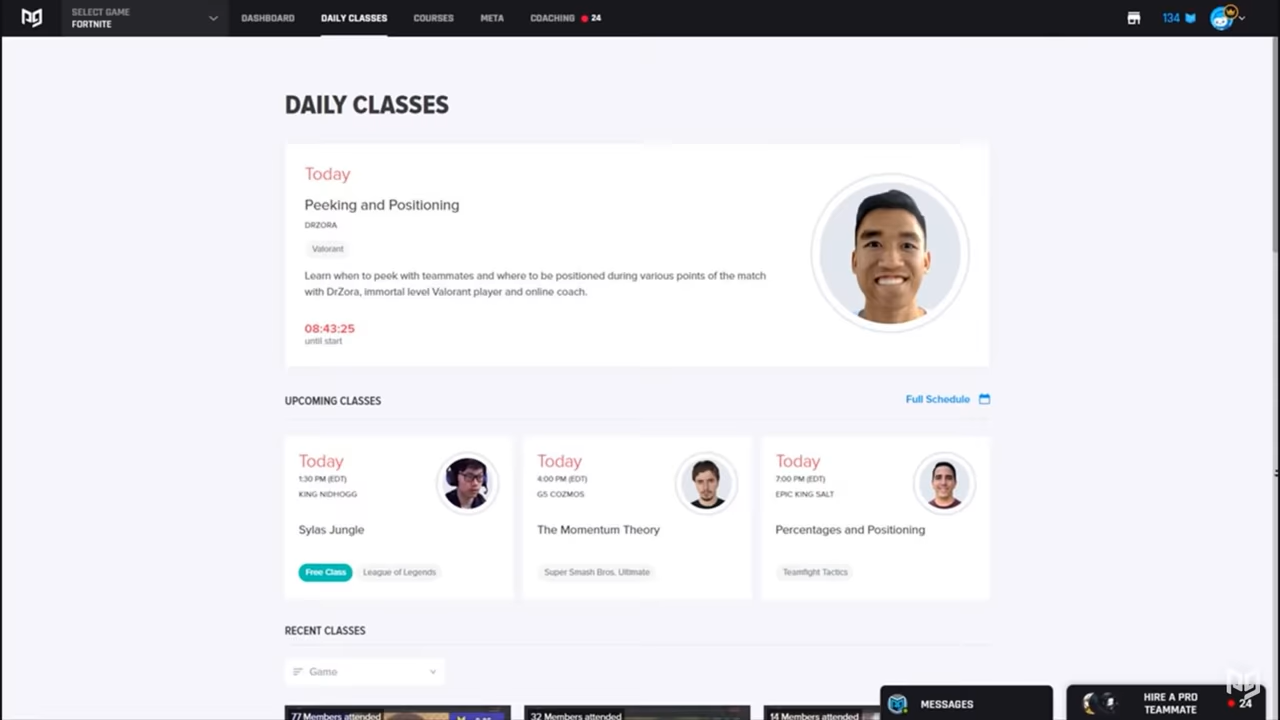 SELECT GAME
FORTNITE
DASHBOARD
DAILY CLASSES
COURSES
META
COACHING
24
134
DAILY CLASSES
Today
Peeking and Positioning
DRZORA
Valorant
Learn when to peek with teammates and where to be positioned during various points of the match
with DrZora, immortal level Valorant player and online coach.
08:43:25
until start
UPCOMING CLASSES
Full Schedule
Today
1:30 PM (EDT)
KING NIDHOGG
Sylas Jungle
Free Class
League of Legends
Today
4:00 PM (EDT)
G5 COZMOS
The Momentum Theory
Super Smash Bros. Ultimate
Today
7:00 PM (EDT)
EPIC KING SALT
Percentages and Positioning
Teamfight Tactics
RECENT CLASSES
Game
77 Members attended
32 Members attended
14 Members attended
MESSAGES
HIRE A PRO
TEAMMATE
24